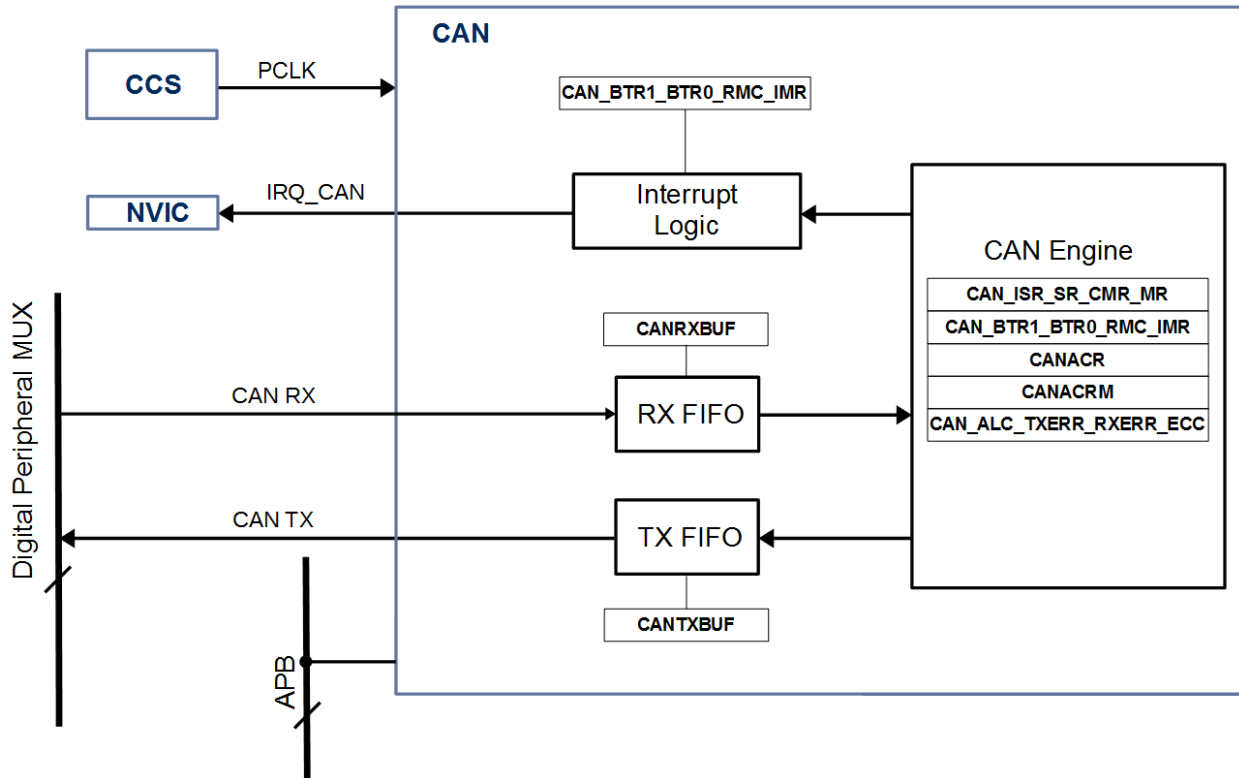 CAN
CCS
PCLK
CAN_BTR1_BTR0_RMC_IMR
NVIC
IRQ_CAN
Interrupt
Logic
CAN Engine
CAN_ISR_SR_CMR_MR
CAN_BTR1_BTR0_RMC_IMR
CANACR
CANACRM
CAN_ALC_TXERR_RXERR_ECC
Digital Peripheral MUX
CANRXBUF
CAN RX
RX FIFO
CAN TX
TX FIFO
CANTXBUF
APB